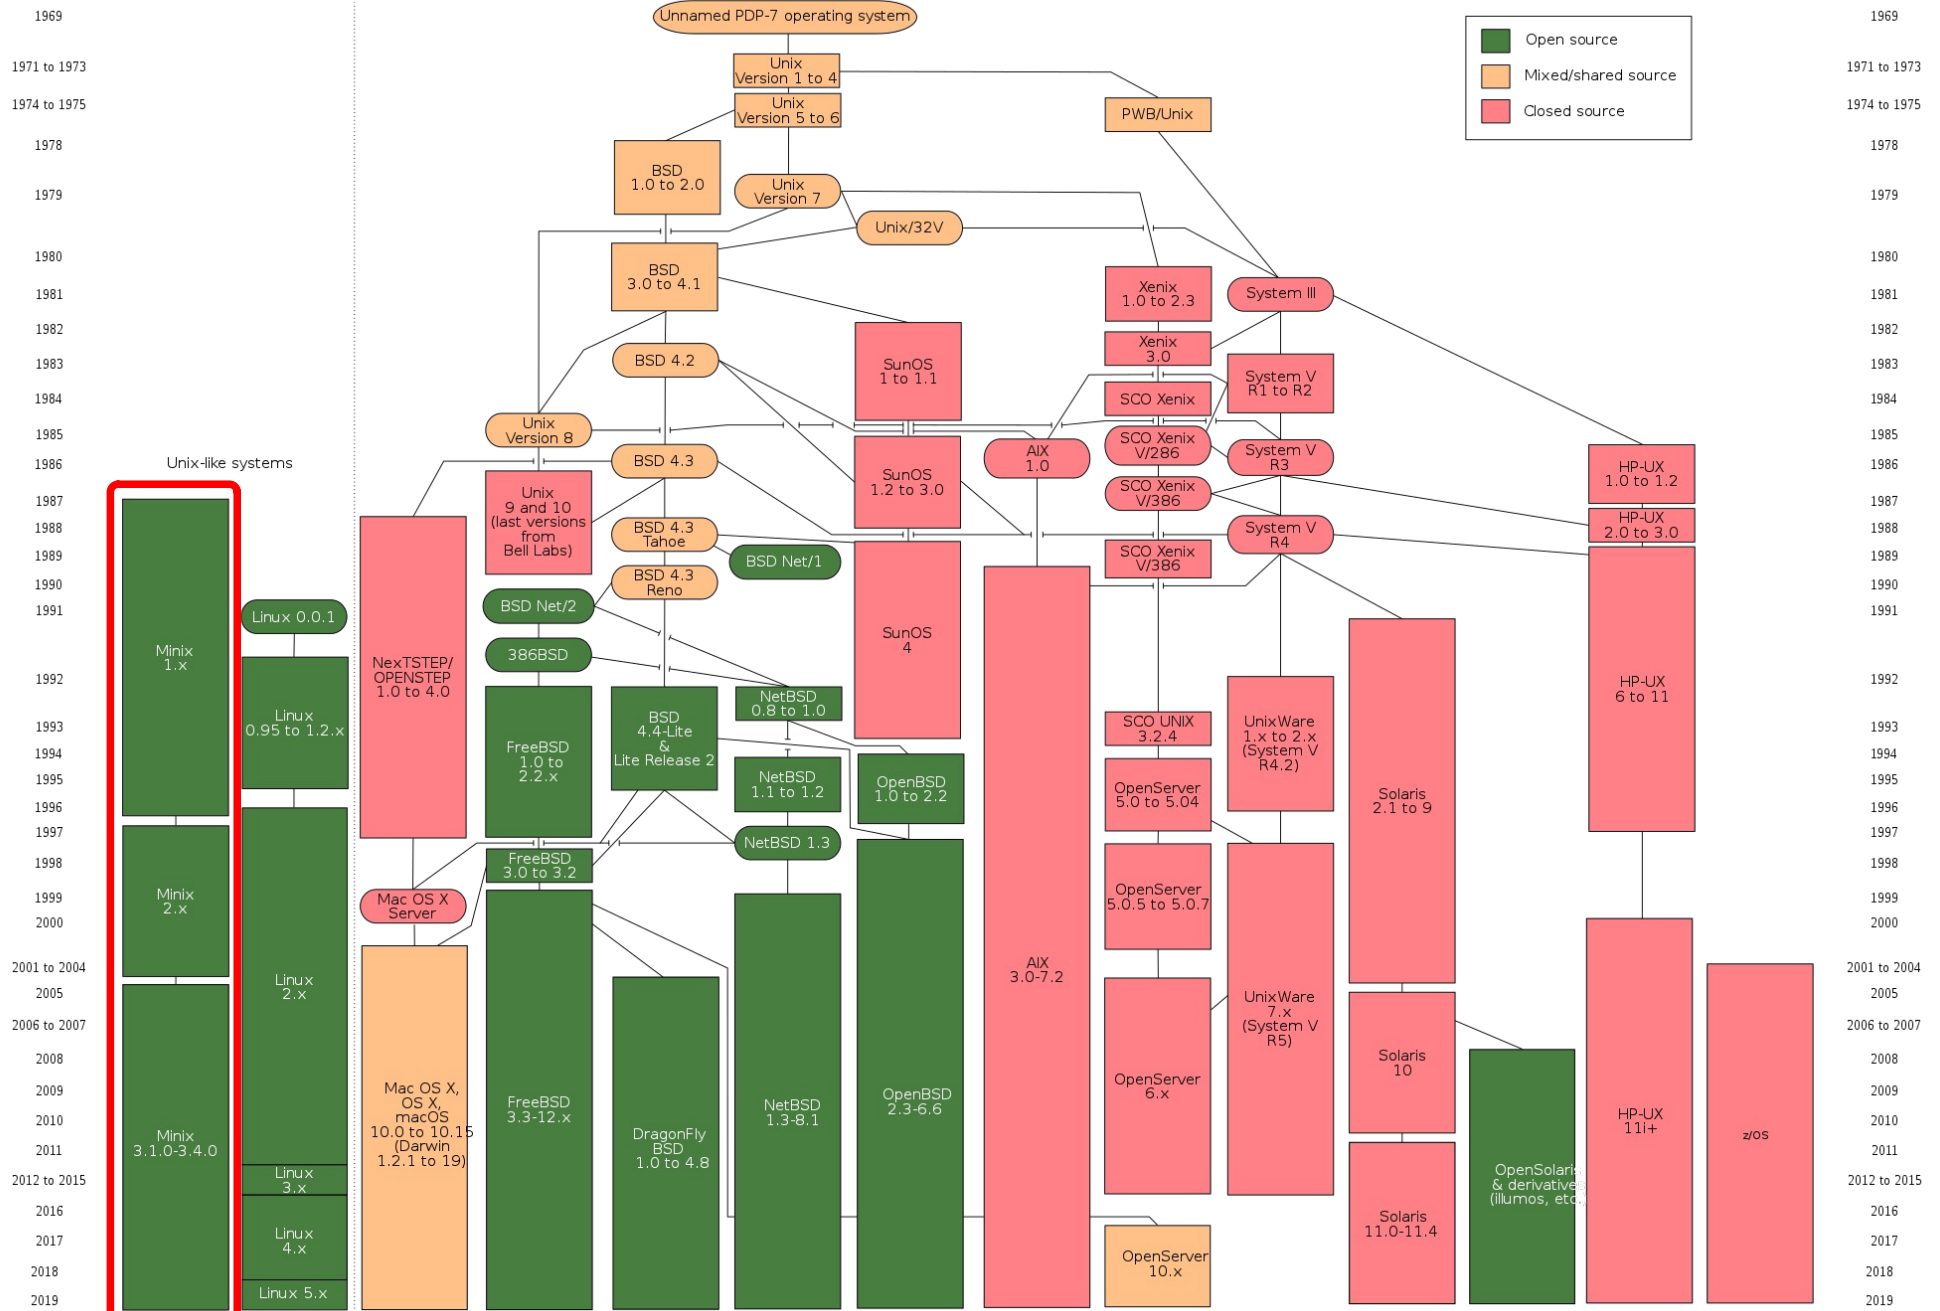 1969
1971 to 1973
1974 to 1975
1978
1979
1980
1981
1982
1983
1984
1985
1986
1987
1988
1989
1990
1991
1992
1993
1994
1995
1996
1997
1998
1999
2000
2001 to 2004
2005
2006 to 2007
2008
2009
2010
2011
2012 to 2015
2016
2017
2018
2019
Unix-like systems
Minix
1.x
Minix
2.x
Minix
3.1.0-3.4.0
Linux 0.0.1
Linux
0.95 to 1.2.x
Linux
2.x
Linux
3.x
Linux
4.x
Linux 5.x
Unnamed PDP-7 operating system
Unix
Version 1 to 4
Unix
Version 5 to 6
PWB/Unix
BSD
1.0 to 2.0
Unix
Version 7
Unix/32V
BSD
3.0 to 4.1
Xenix
1.0 to 2.3
System III
Xenix
3.0
BSD 4.2
SunOS
1 to 1.1
System V
R1 to R2
SCO Xenix
Unix
Version 8
SCO Xenix
V/286
AIX
1.0
System V
R3
BSD 4.3
SunOS
1.2 to 3.0
HP-UX
1.0 to 1.2
Unix
9 and 10
(last versions
from
Bell Labs)
SCO Xenix
V/386
HP-UX
2.0 to 3.0
BSD 4.3
Tahoe
System V
R4
BSD Net/1
SCO Xenix
V/386
BSD 4.3
Reno
BSD Net/2
386BSD
NexTSTEP/
OPENSTEP
1.0 to 4.0
SunOS
4
HP-UX
6 to 11
FreeBSD
1.0 to
2.2.x
BSD
4.4-Lite
&
Lite Release 2
NetBSD
0.8 to 1.0
SCO UNIX
3.2.4
UnixWare
1.x to 2.x
(System V
R4.2)
NetBSD
1.1 to 1.2
OpenBSD
1.0 to 2.2
OpenServer
5.0 to 5.04
Solaris
2.1 to 9
NetBSD 1.3
FreeBSD
3.0 to 3.2
Mac OS X
Server
OpenServer
5.0.5 to 5.0.7
AIX
3.0-7.2
UnixWare
7.x
(System V
R5)
Mac OS X,
OS X,
macOS
10.0 to 10.15
(Darwin
1.2.1 to 19)
FreeBSD
3.3-12.x
DragonFly
BSD
1.0 to 4.8
NetBSD
1.3-8.1
OpenBSD
2.3-6.6
OpenServer
6.x
Solaris
10
HP-UX
11i+
z/OS
OpenSolaris
& derivatives
(illumos, etc.)
Solaris
11.0-11.4
OpenServer
10.x
Open source
Mixed/shared source
Closed source
1969
1971 to 1973
1974 to 1975
1978
1979
1980
1981
1982
1983
1984
1985
1986
1987
1988
1989
1990
1991
1992
1993
1994
1995
1996
1997
1998
1999
2000
2001 to 2004
2005
2006 to 2007
2008
2009
2010
2011
2012 to 2015
2016
2017
2018
2019